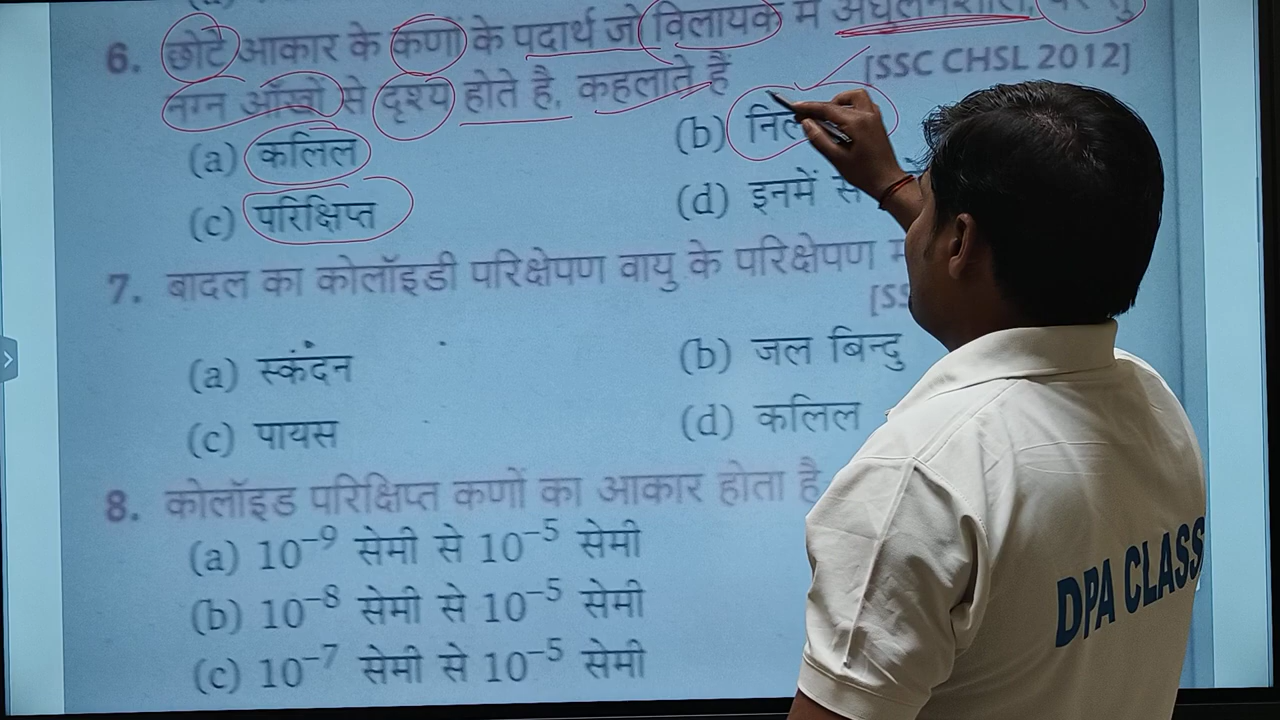 6. छोटे आकार के कणों के पदार्थ जो विलायक में अघुलनशील,
[SSC CHSL 2012]
नग्न आँखों से दृश्य होते है, कहलाते हैं
(a) कलिल
(b)
(c) परिक्षिप्त
(d) इनमें
7. बादल का कोलॉइडी परिक्षेपण वायु के परिक्षेपण
(a) स्कंदन
(b) जल बिन्दु
(c) पायस
(d) कलिल
8. कोलॉइड परिक्षिप्त कणों का आकार होता है
(a) 10⁻⁹ सेमी से 10⁻⁵ सेमी
(b) 10⁻⁸ सेमी से 10⁻⁵ सेमी
(c) 10⁻⁷ सेमी से 10⁻⁵ सेमी
DPA CLASS